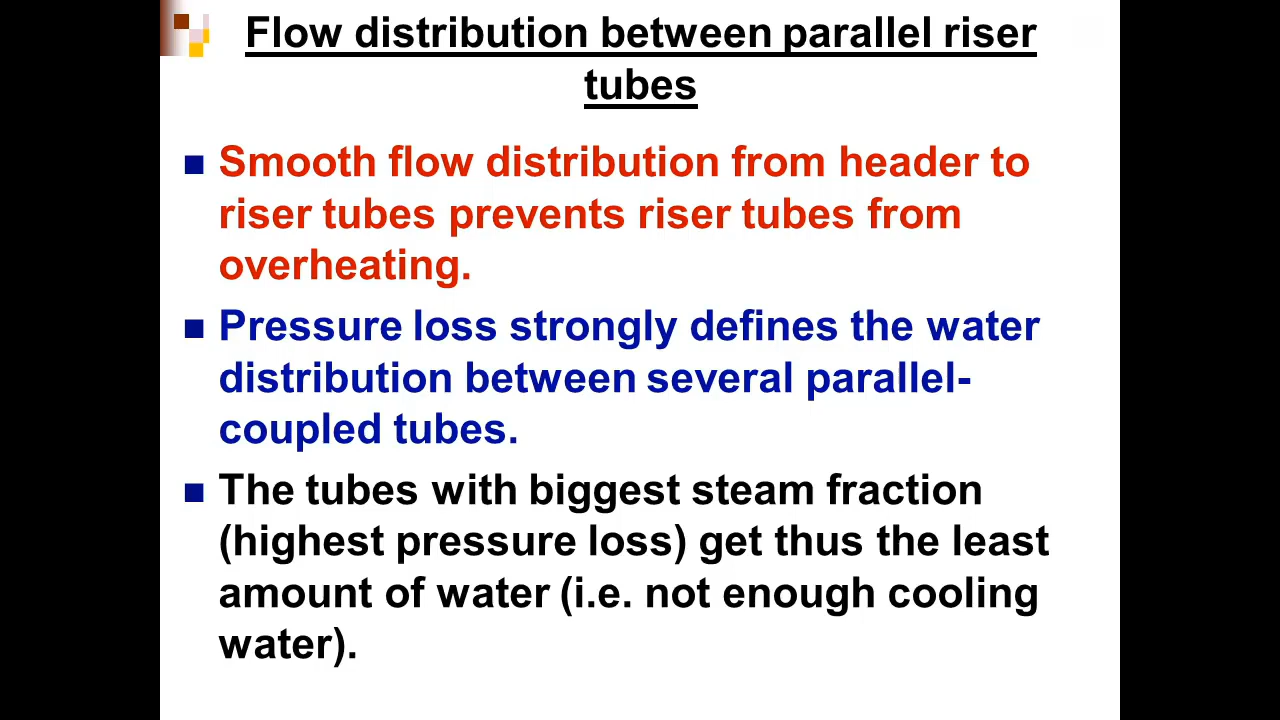 Flow distribution between parallel riser
tubes
Smooth flow distribution from header to
riser tubes prevents riser tubes from
overheating.
Pressure loss strongly defines the water
distribution between several parallel-
coupled tubes.
The tubes with biggest steam fraction
(highest pressure loss) get thus the least
amount of water (i.e. not enough cooling
water).